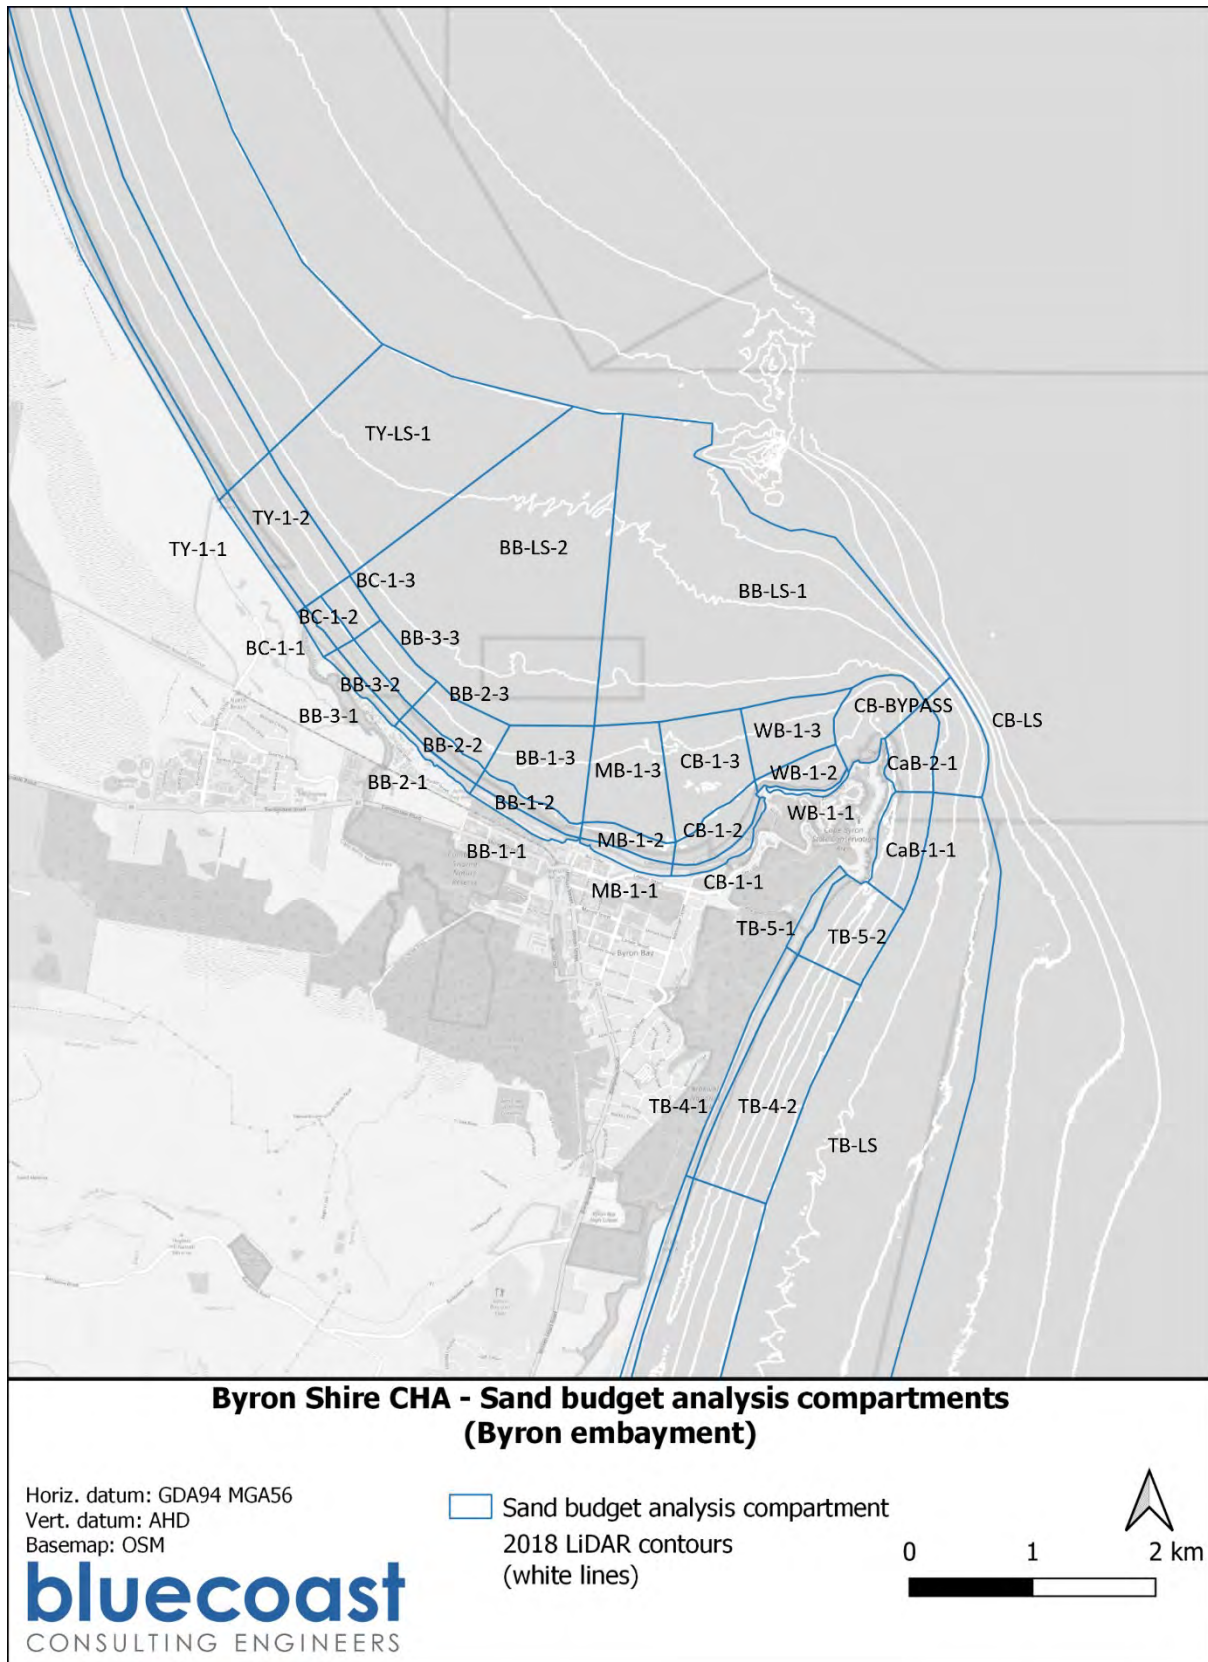 TY-LS-1
TY-1-2
BB-LS-2
TY-1-1
BC-1-3
BB-LS-1
BC-1-2
BB-3-3
BC-1-1
BB-3-2
BB-2-3
CB-BYPASS
CB-LS
BB-3-1
WB-1-3
BB-2-2
BB-1-3
MB-1-3
CB-1-3
WB-1-2
CaB-2-1
BB-2-1
BB-1-2
WB-1-1
MB-1-2
CB-1-2
BB-1-1
CaB-1-1
MB-1-1
CB-1-1
TB-5-1
TB-5-2
Byron Bay
TB-4-1
TB-4-2
TB-LS
Byron Shire CHA - Sand budget analysis compartments
(Byron embayment)
Horiz. datum: GDA94 MGA56
Vert. datum: AHD
Basemap: OSM
bluecoast
CONSULTING ENGINEERS
Sand budget analysis compartment
2018 LiDAR contours
(white lines)
0 1 2 km